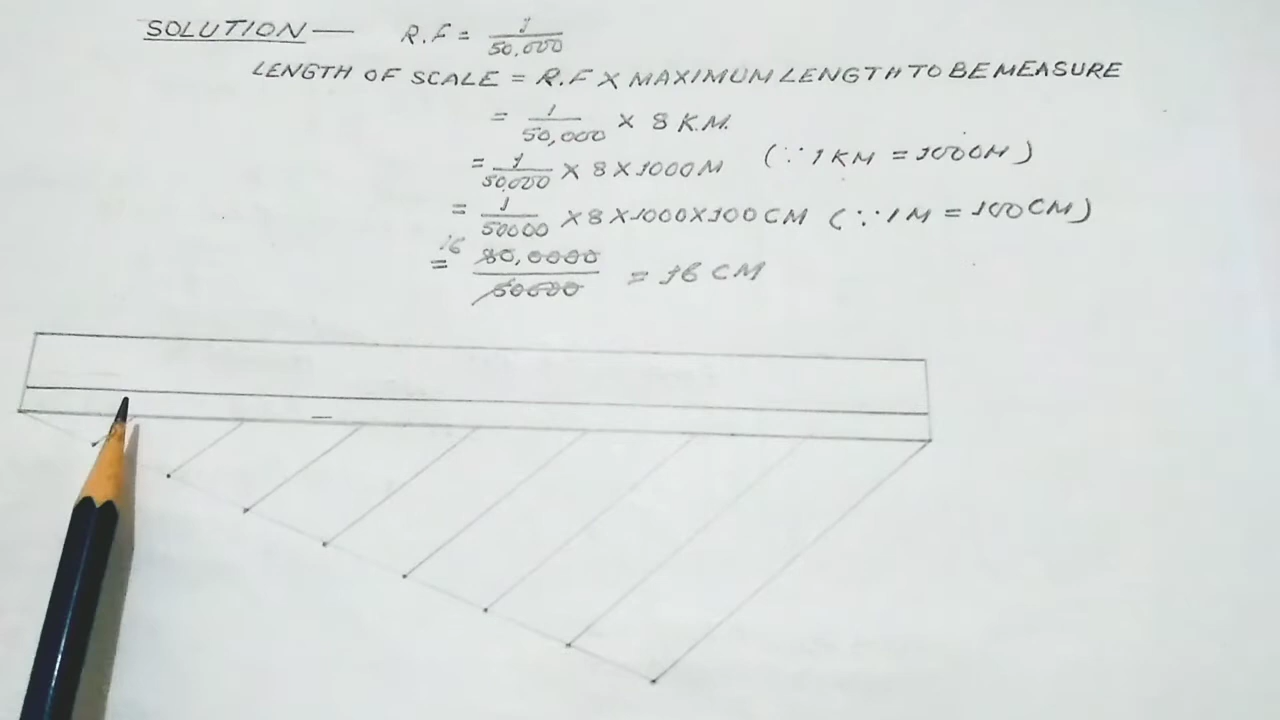 SOLUTION— R.F = 1/50,000
LENGTH OF SCALE = R.F X MAXIMUM LENGTH TO BE MEASURE
= 1/50,000 X 8 K.M.
= 1/50,000 X 8 X 1000 M (∵ 1 KM = 1000M)
= 1/50000 X 8 X 1000 X 100 CM (∵ 1 M = 100 CM)
= 16 80,0000/50000 = 16 CM